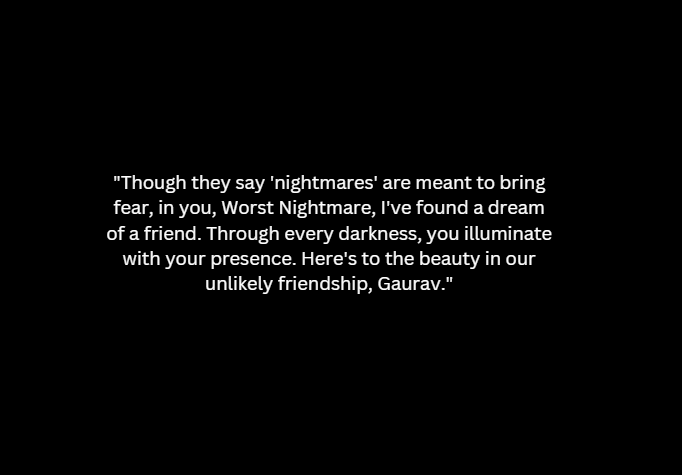 "Though they say 'nightmares' are meant to bring
fear, in you, Worst Nightmare, I've found a dream
of a friend. Through every darkness, you illuminate
with your presence. Here's to the beauty in our
unlikely friendship, Gaurav."